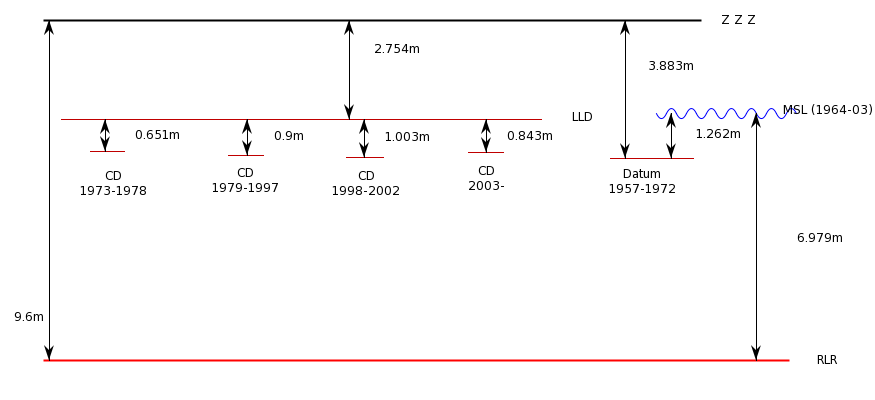 Z Z Z
2.754m
3.883m
MSL (1964-03)
LLD
0.651m
0.9m
1.003m
0.843m
1.262m
CD
1973-1978
CD
1979-1997
CD
1998-2002
CD
2003-
Datum
1957-1972
6.979m
9.6m
RLR